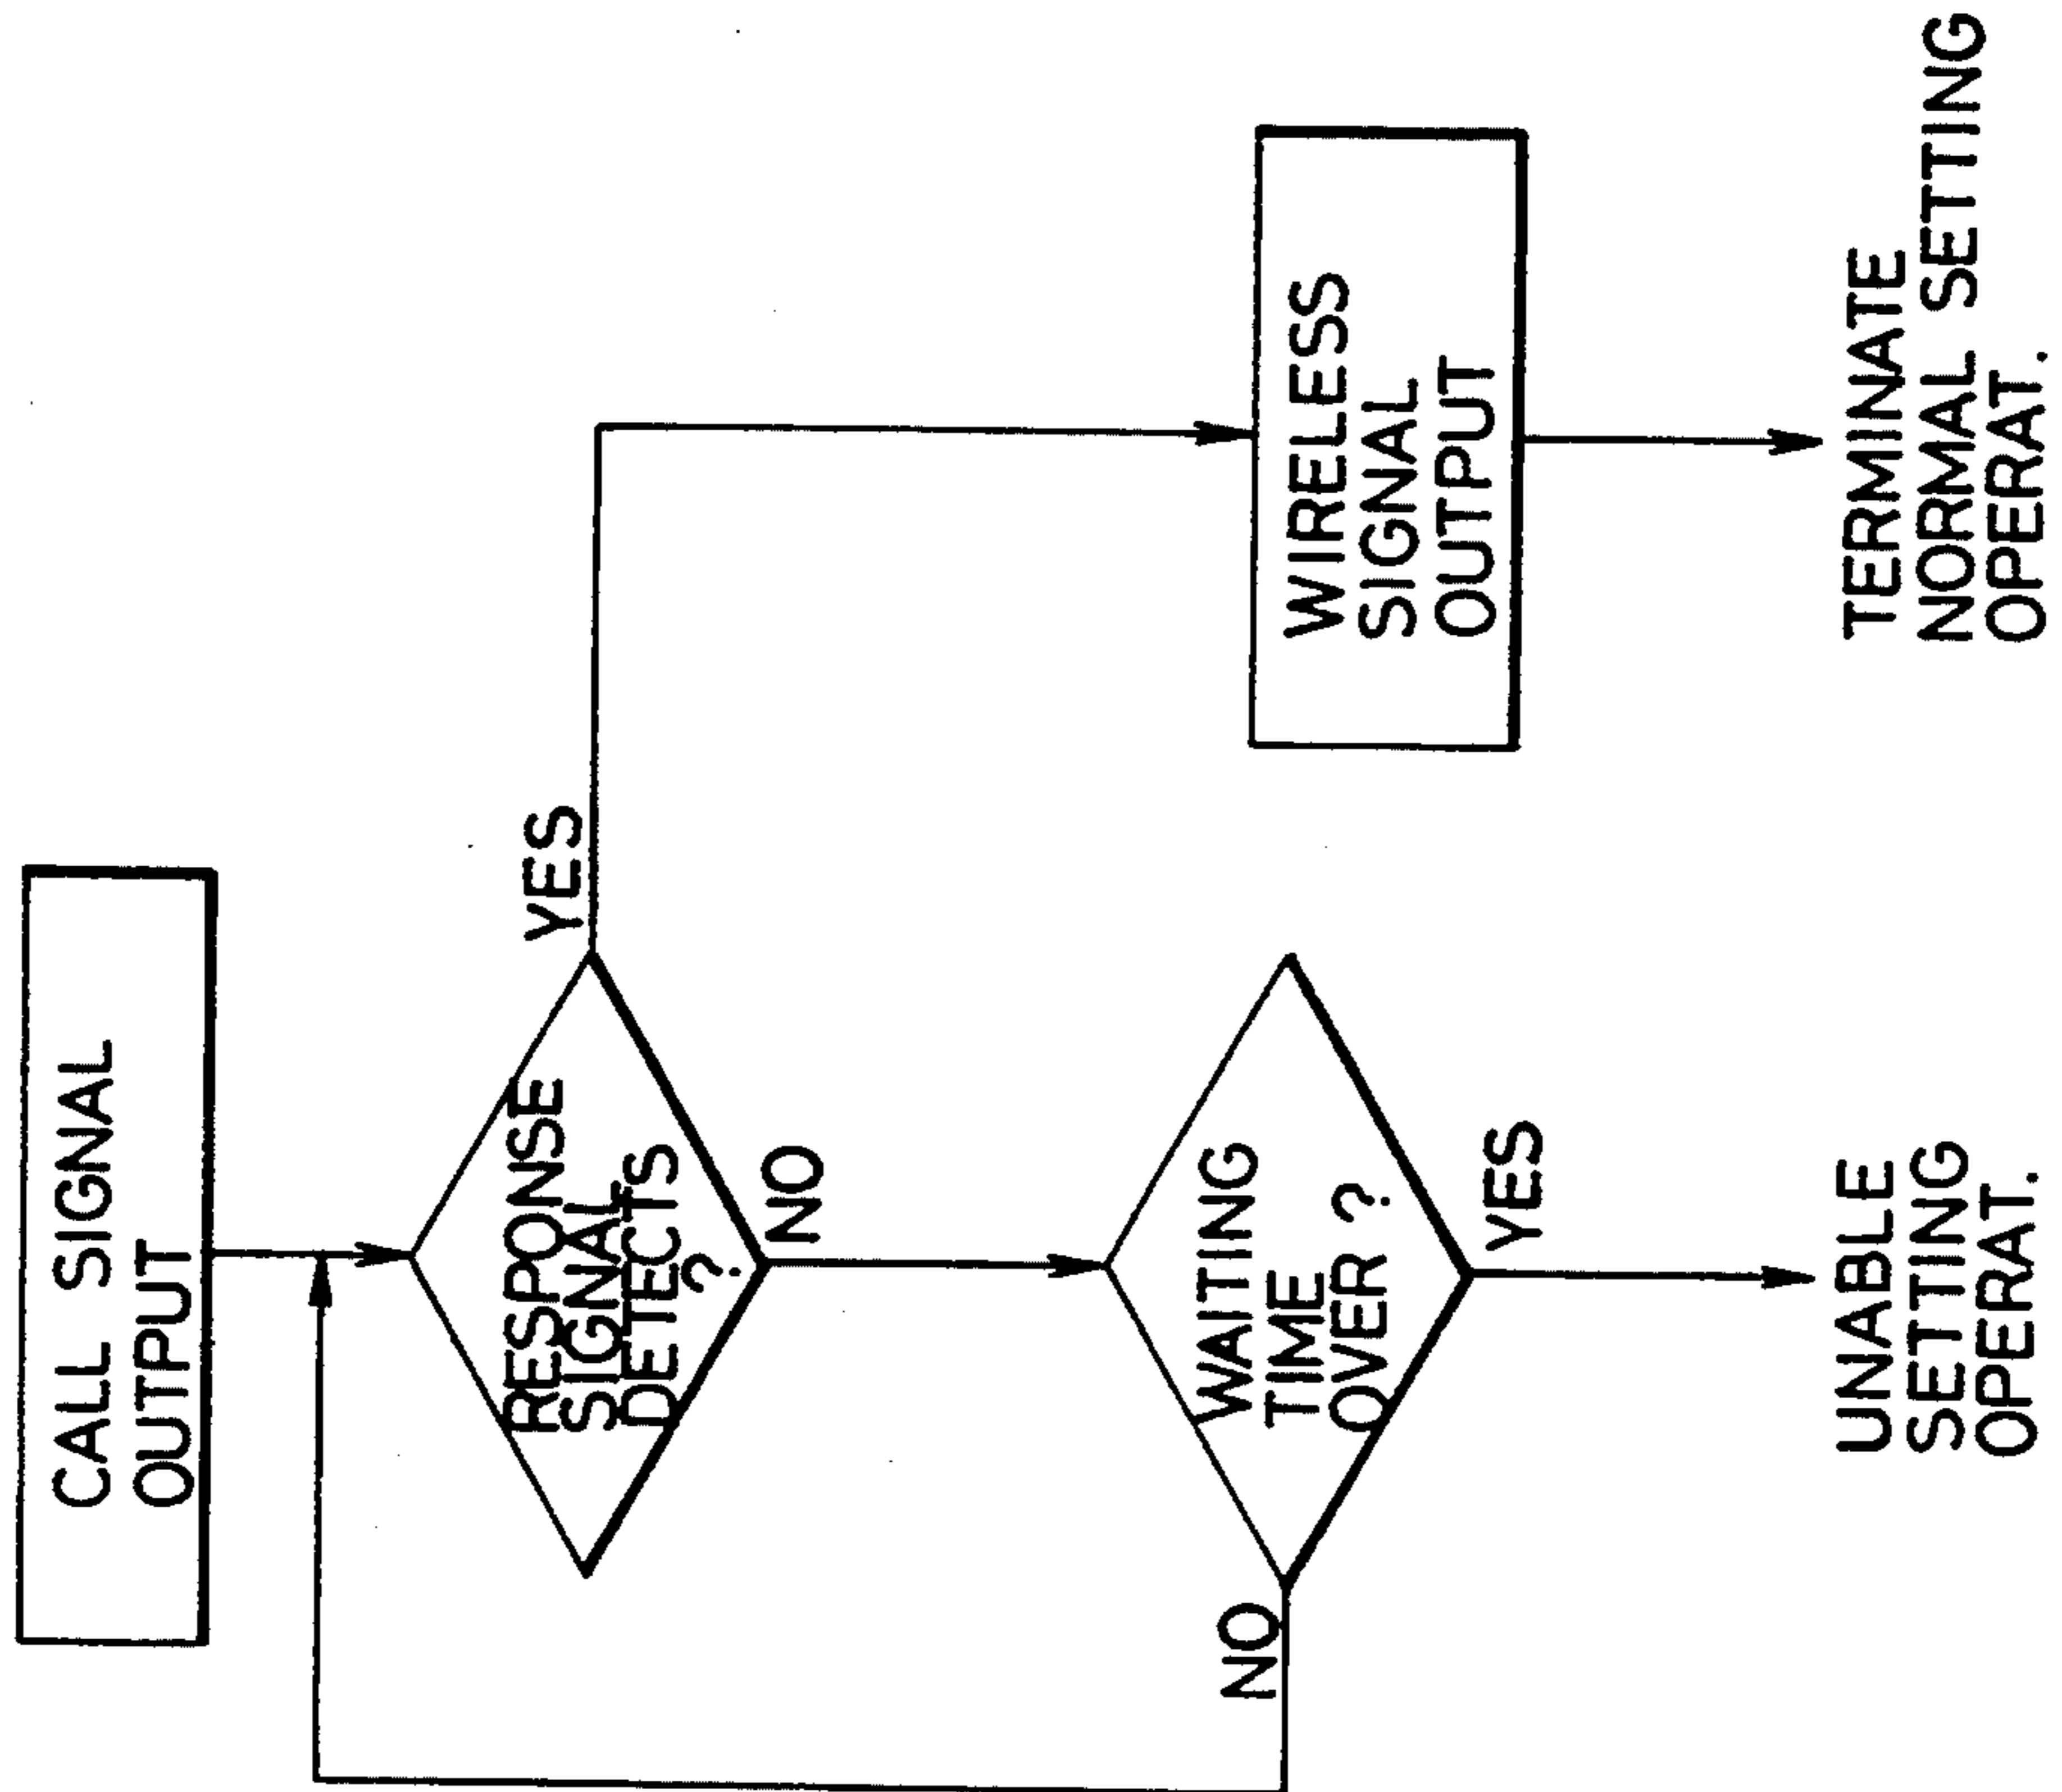 CALL SIGNAL
OUTPUT
RESPONSE
SIGNAL
DETECTS
?
YES
NO
WAITING
TIME
OVER ?
NO
YES
WIRELESS
SIGNAL
OUTPUT
UNABLE
SETTING
OPERAT.
TERMINATE
NORMAL SETTING
OPERAT.